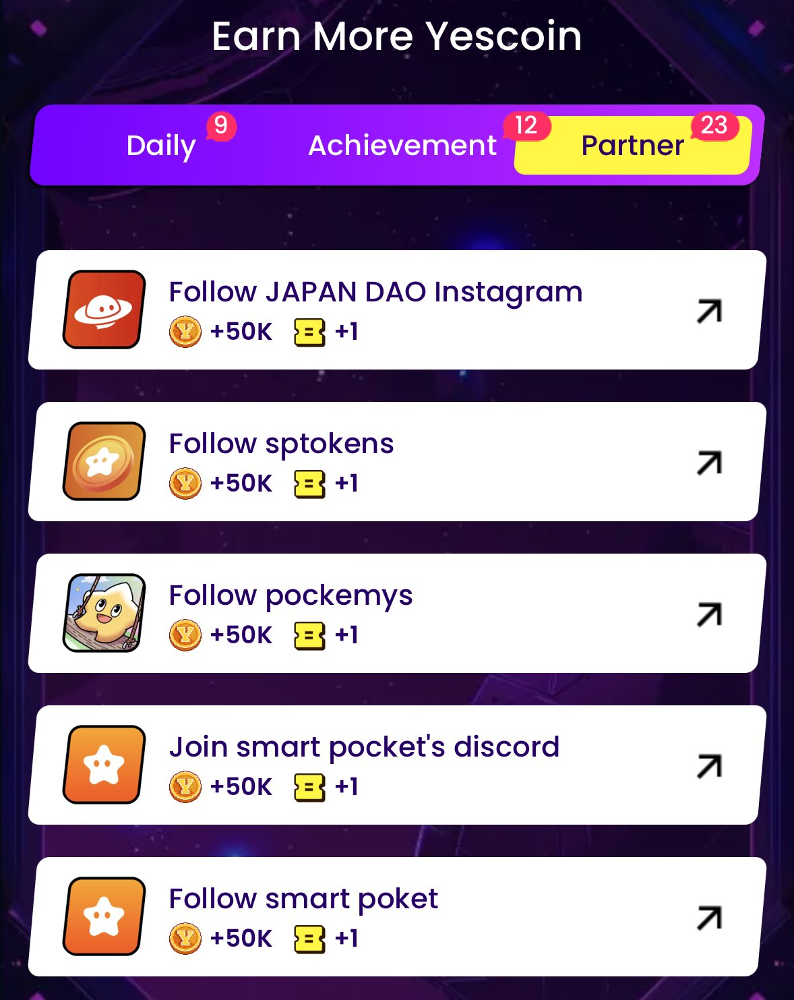 Earn More Yescoin
Daily 9 Achievement 12 Partner 23
Follow JAPAN DAO Instagram
Y +50K +1
Follow sptokens
Y +50K +1
Follow pockemys
Y +50K +1
Join smart pocket's discord
Y +50K +1
Follow smart poket
Y +50K +1